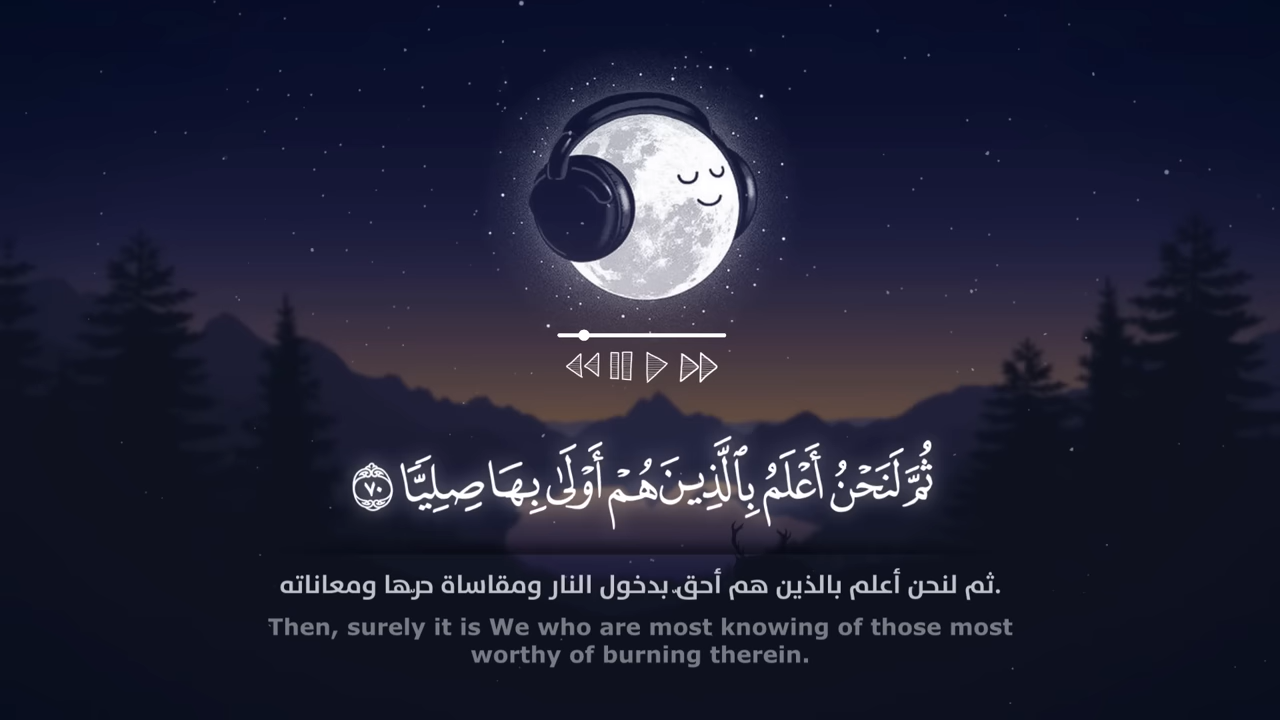 ثُمَّ لَنَحْنُ أَعْلَمُ بِٱلَّذِينَ هُمْ أَوْلَىٰ بِهَا صِلِيًّا ٧٠
.ثم لنحن أعلم بالذين هم أحق بدخول النار ومقاساة حرها ومعاناته
Then, surely it is We who are most knowing of those most
worthy of burning therein.